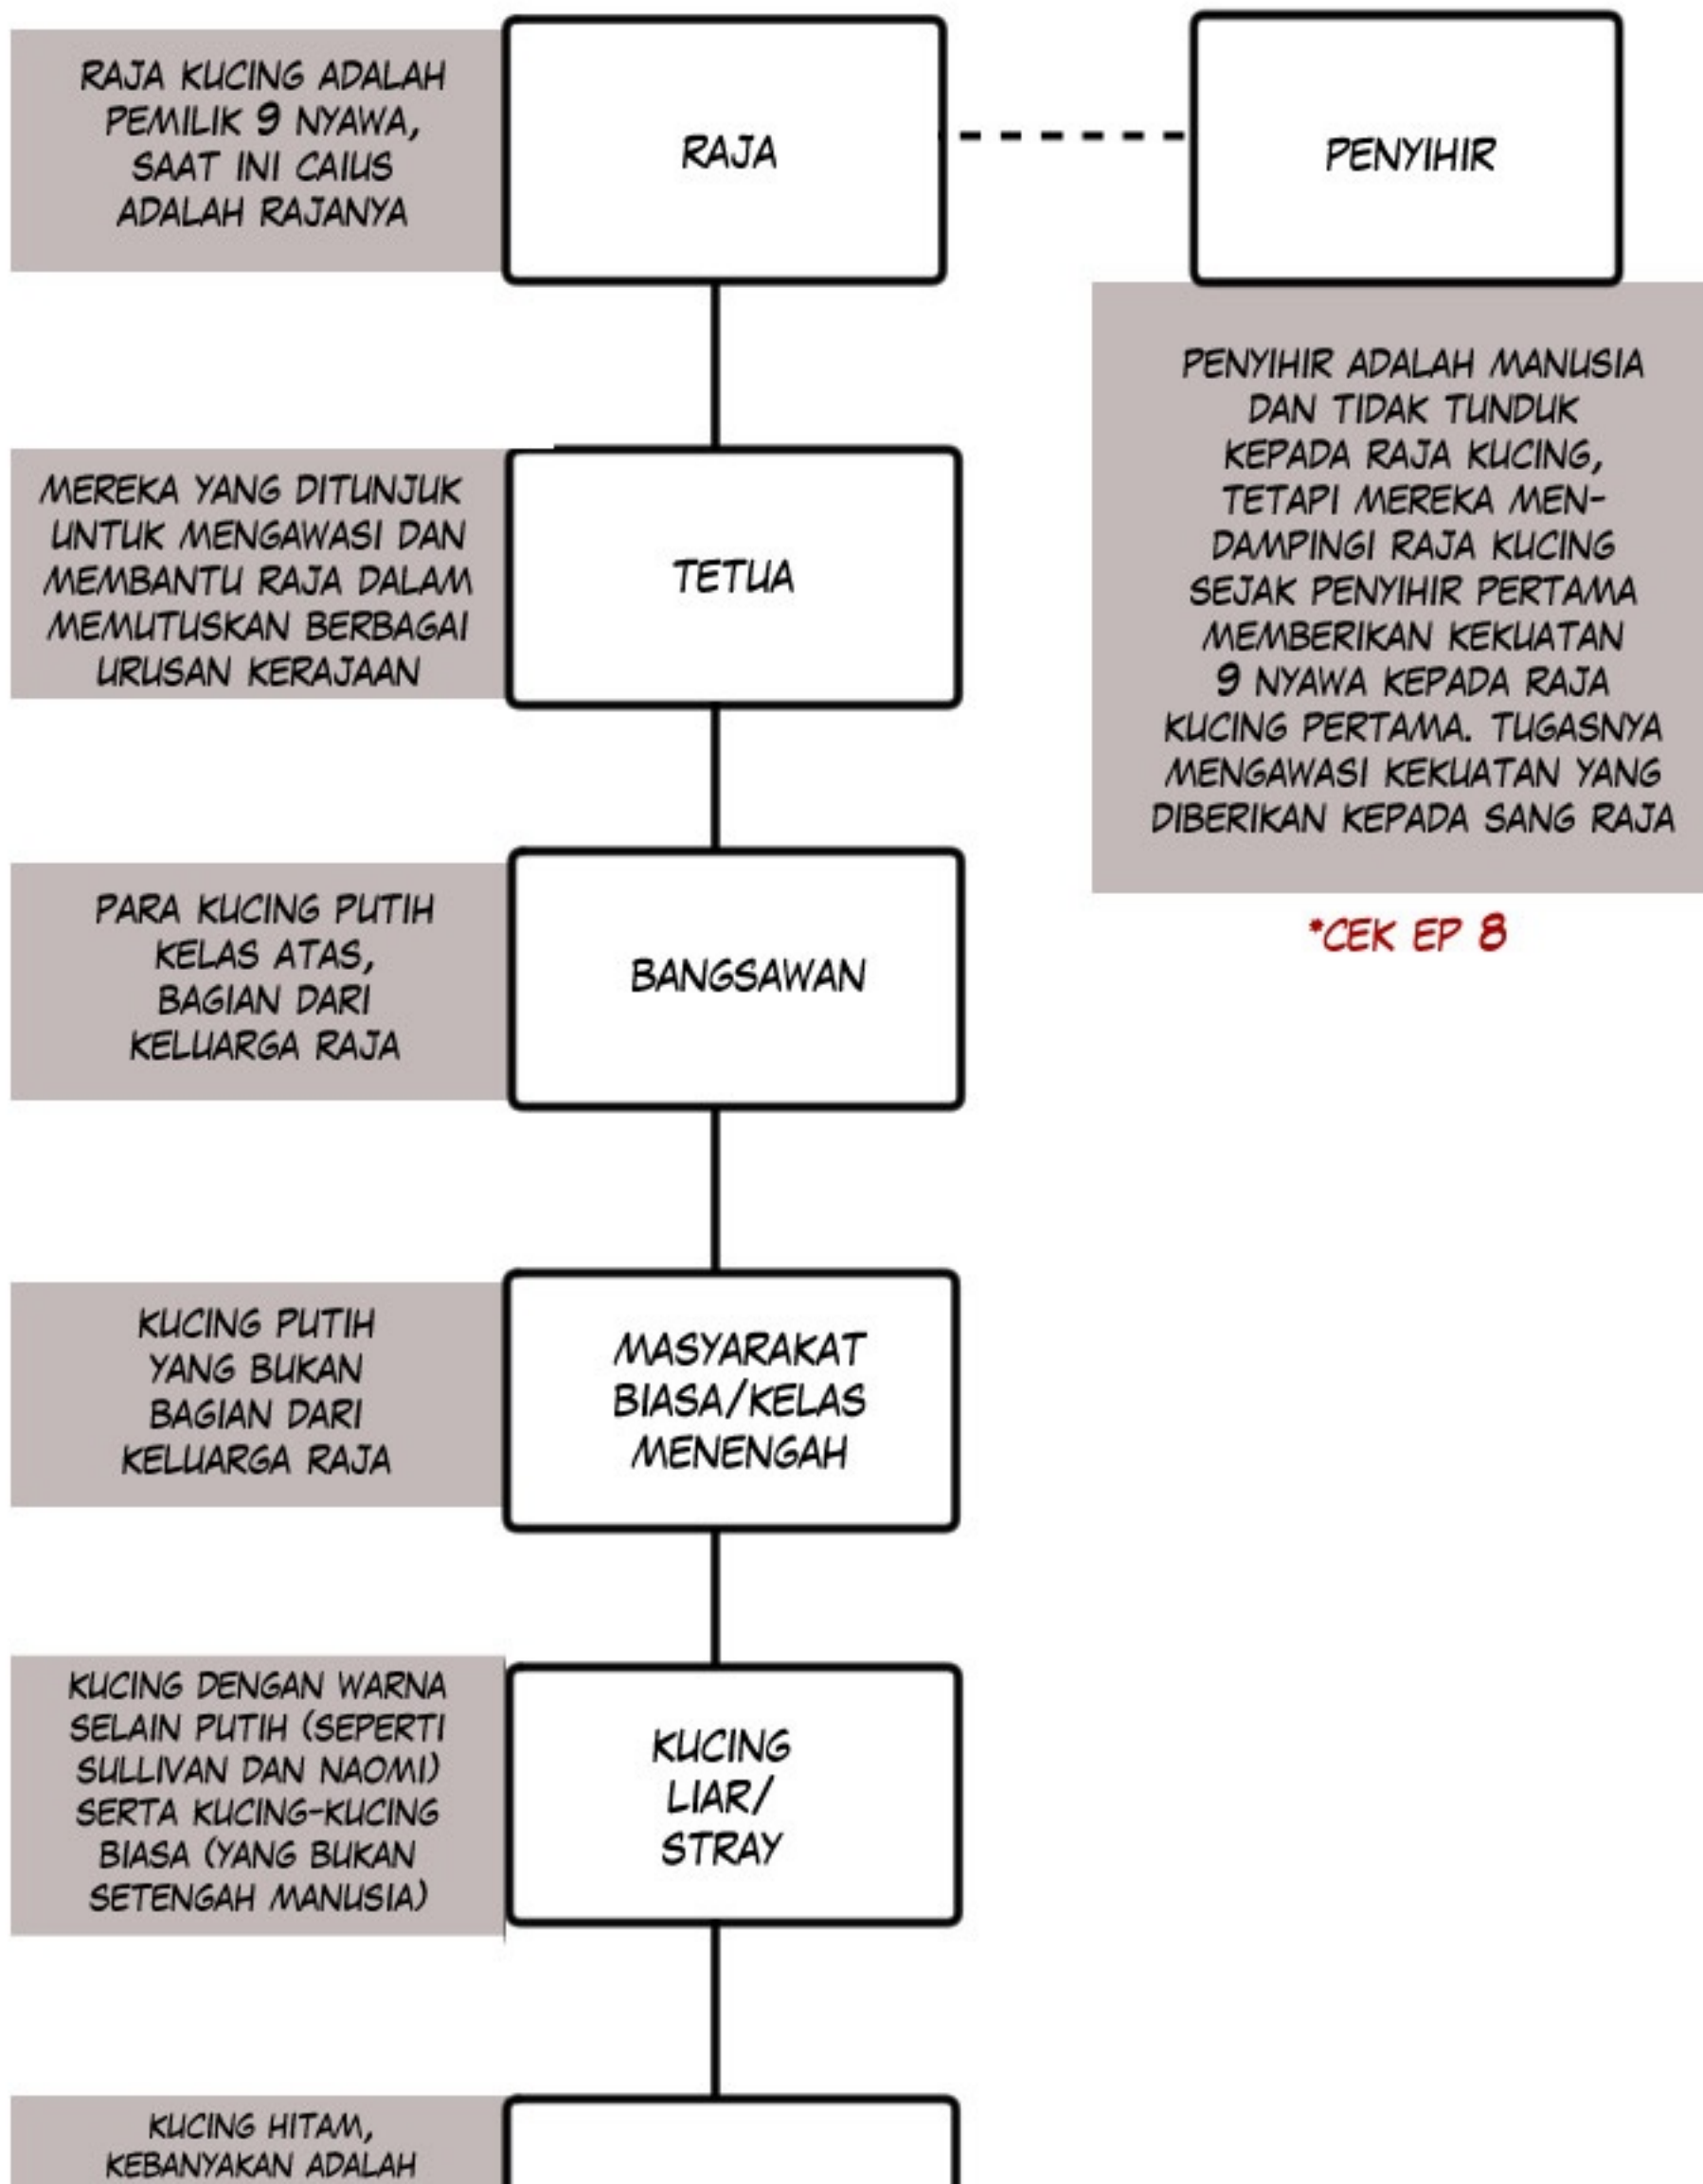 RAJA KUCING ADALAH
PEMILIK 9 NYAWA,
SAAT INI CAIUS
ADALAH RAJANYA
RAJA
PENYIHIR
PENYIHIR ADALAH MANUSIA
DAN TIDAK TUNDUK
KEPADA RAJA KUCING,
TETAPI MEREKA MEN-
DAMPINGI RAJA KUCING
SEJAK PENYIHIR PERTAMA
MEMBERIKAN KEKUATAN
9 NYAWA KEPADA RAJA
KUCING PERTAMA. TUGASNYA
MENGAWASI KEKUATAN YANG
DIBERIKAN KEPADA SANG RAJA
*CEK EP 8
MEREKA YANG DITUNJUK
UNTUK MENGAWASI DAN
MEMBANTU RAJA DALAM
MEMUTUSKAN BERBAGAI
URUSAN KERAJAAN
TETUA
PARA KUCING PUTIH
KELAS ATAS,
BAGIAN DARI
KELUARGA RAJA
BANGSAWAN
KUCING PUTIH
YANG BUKAN
BAGIAN DARI
KELUARGA RAJA
MASYARAKAT
BIASA/KELAS
MENENGAH
KUCING DENGAN WARNA
SELAIN PUTIH (SEPERTI
SULLIVAN DAN NAOMI)
SERTA KUCING-KUCING
BIASA (YANG BUKAN
SETENGAH MANUSIA)
KUCING
LIAR/
STRAY
KUCING HITAM,
KEBANYAKAN ADALAH